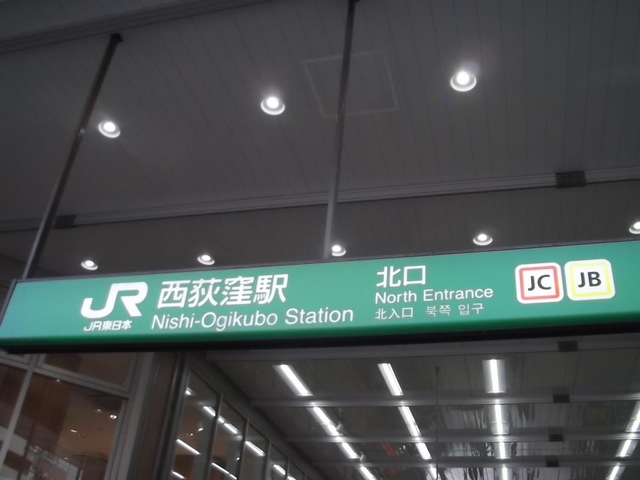 JR
JR東日本
西荻窪駅
Nishi-Ogikubo Station
北口
North Entrance
北入口 북쪽 입구
JC JB